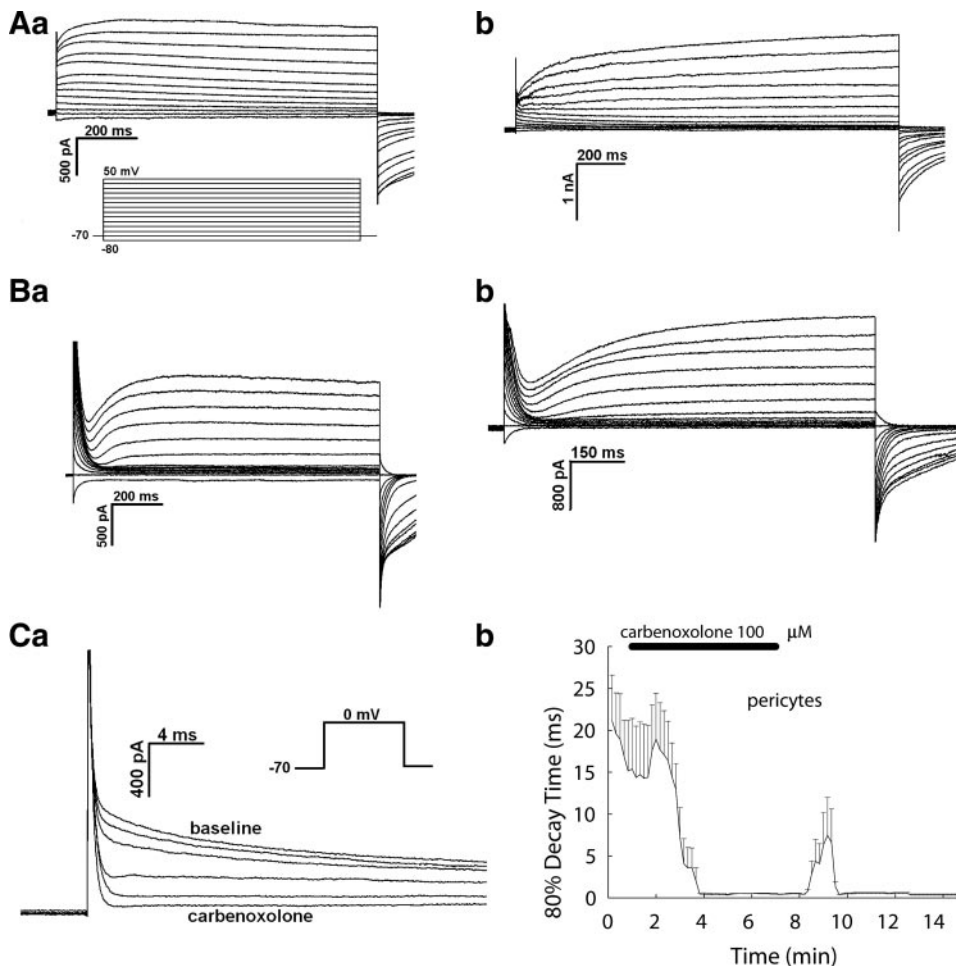 Aa
200 ms
500 pA
50 mV
-70
-80
b
200 ms
1 nA
Ba
200 ms
500 pA
b
150 ms
800 pA
Ca
4 ms
400 pA
0 mV
-70
baseline
carbenoxolone
b
carbenoxolone 100 μM
pericytes
80% Decay Time (ms)
30
25
20
15
10
5
0
0 2 4 6 8 10 12 14
Time (min)